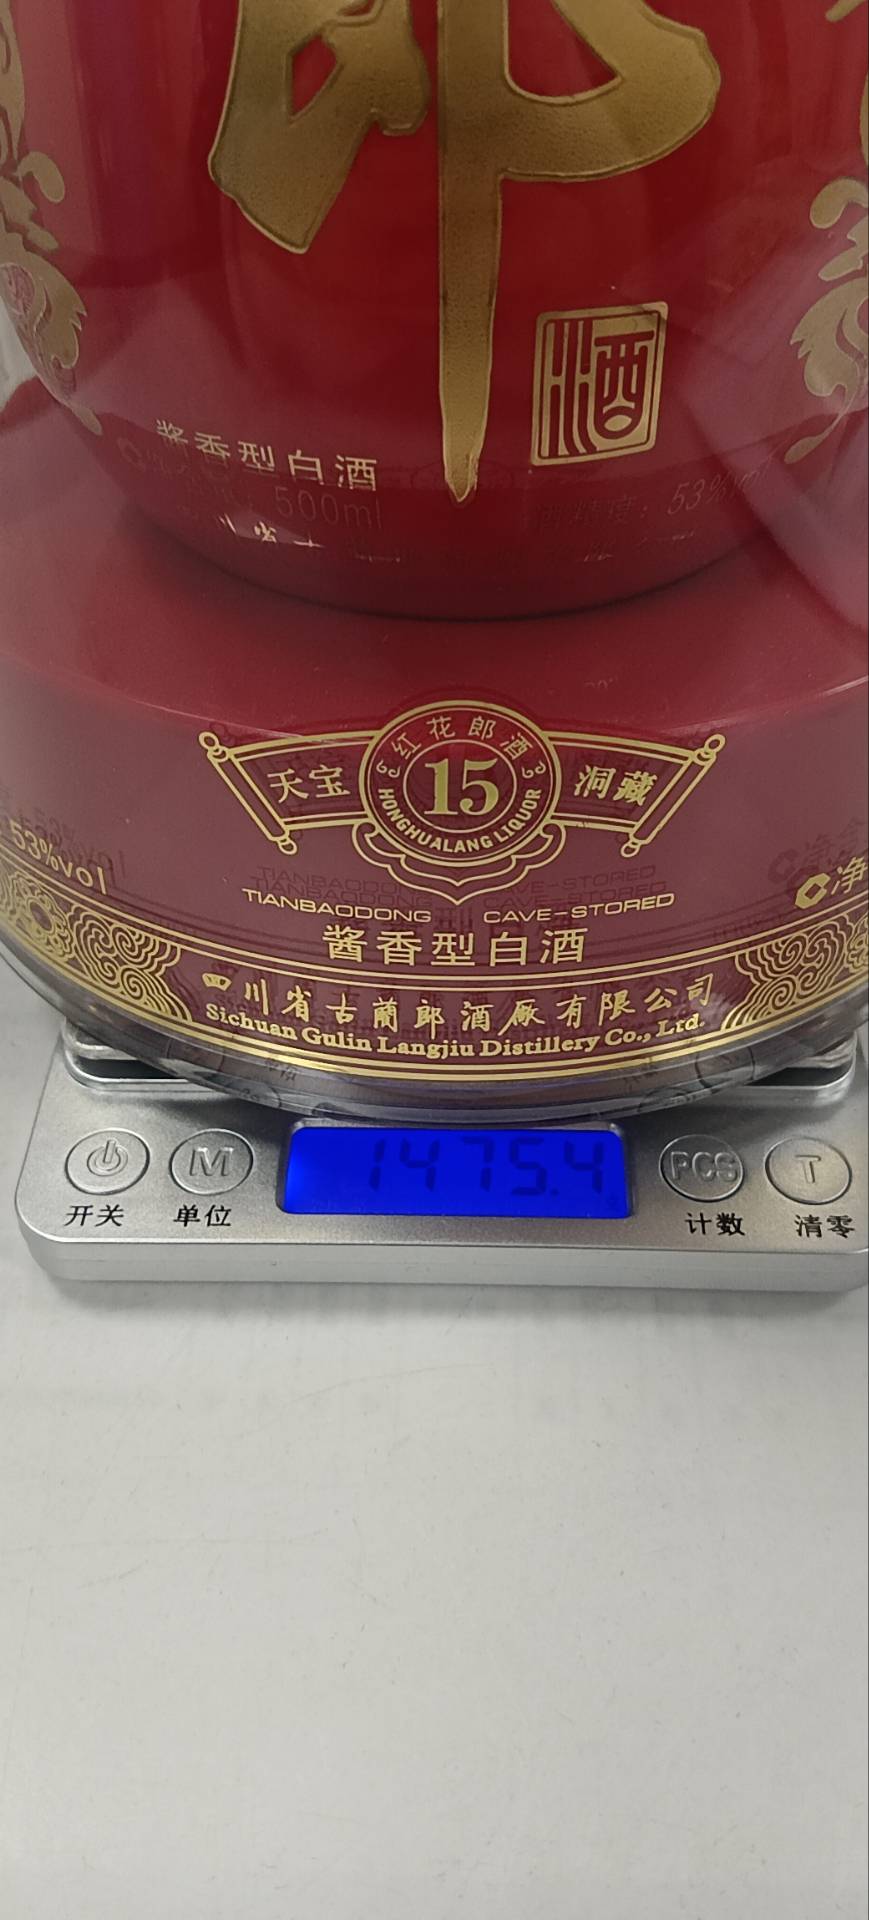 郎
酒
酱香型白酒
500ml
酒精度：53%vol
红花郎酒
天宝
15
洞藏
HONGHUALANG LIQUOR
53%vol
净
TIANBAODONG CAVE-STORED
酱香型白酒
四川省古蔺郎酒厂有限公司
Sichuan Gulin Langjiu Distillery Co., Ltd.
1475.4
M
PCS
T
开关
单位
计数
清零